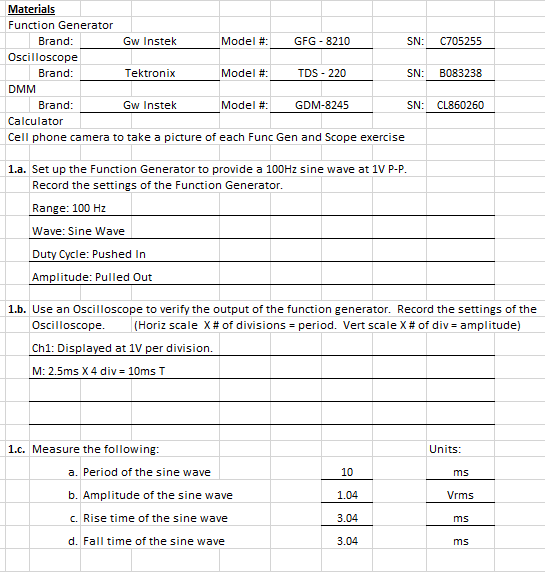 Materials
Function Generator
Brand: Gw Instek Model #: GFG - 8210 SN: C705255
Oscilloscope
Brand: Tektronix Model #: TDS - 220 SN: B083238
DMM
Brand: Gw Instek Model #: GDM-8245 SN: CL860260
Calculator
Cell phone camera to take a picture of each Func Gen and Scope exercise
1.a. Set up the Function Generator to provide a 100Hz sine wave at 1V P-P.
Record the settings of the Function Generator.
Range: 100 Hz
Wave: Sine Wave
Duty Cycle: Pushed In
Amplitude: Pulled Out
1.b. Use an Oscilloscope to verify the output of the function generator. Record the settings of the
Oscilloscope. (Horiz scale X # of divisions = period. Vert scale X # of div = amplitude)
Ch1: Displayed at 1V per division.
M: 2.5ms X 4 div = 10ms T
1.c. Measure the following: Units:
a. Period of the sine wave 10 ms
b. Amplitude of the sine wave 1.04 Vrms
c. Rise time of the sine wave 3.04 ms
d. Fall time of the sine wave 3.04 ms